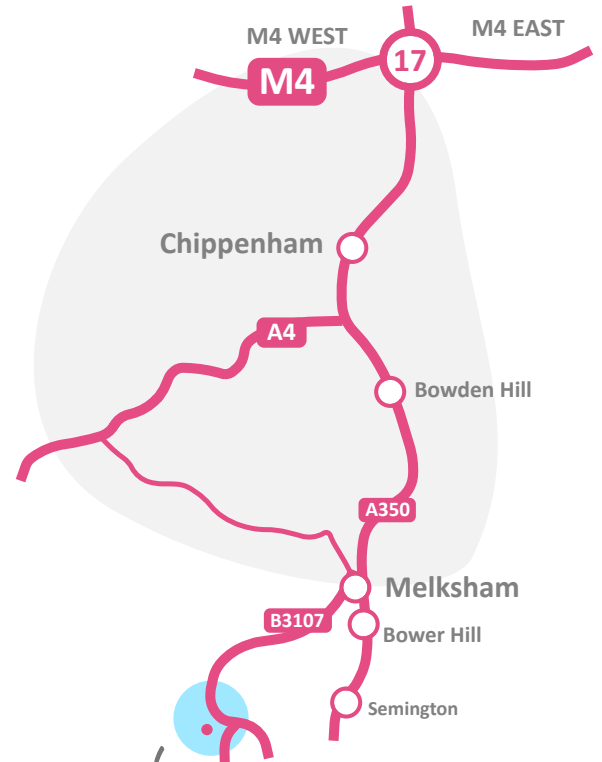 M4 WEST
M4 EAST
17
M4
Chippenham
A4
Bowden Hill
A350
Melksham
B3107
Bower Hill
Semington